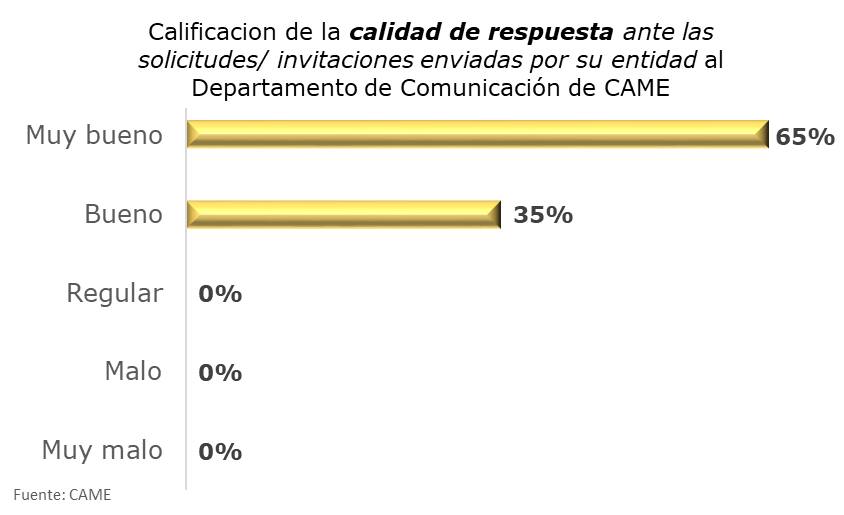 Calificacion de la calidad de respuesta ante las
solicitudes/ invitaciones enviadas por su entidad al
Departamento de Comunicación de CAME
Muy bueno 65%
Bueno 35%
Regular 0%
Malo 0%
Muy malo 0%
Fuente: CAME